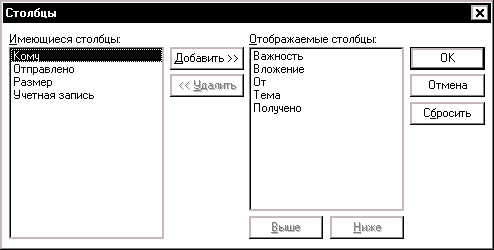 Столбцы
Имеющиеся столбцы:
Кому
Отправлено
Размер
Учетная запись
Добавить >>
<< Удалить
Отображаемые столбцы:
Важность
Вложение
От
Тема
Получено
Выше
Ниже
OK
Отмена
Сбросить